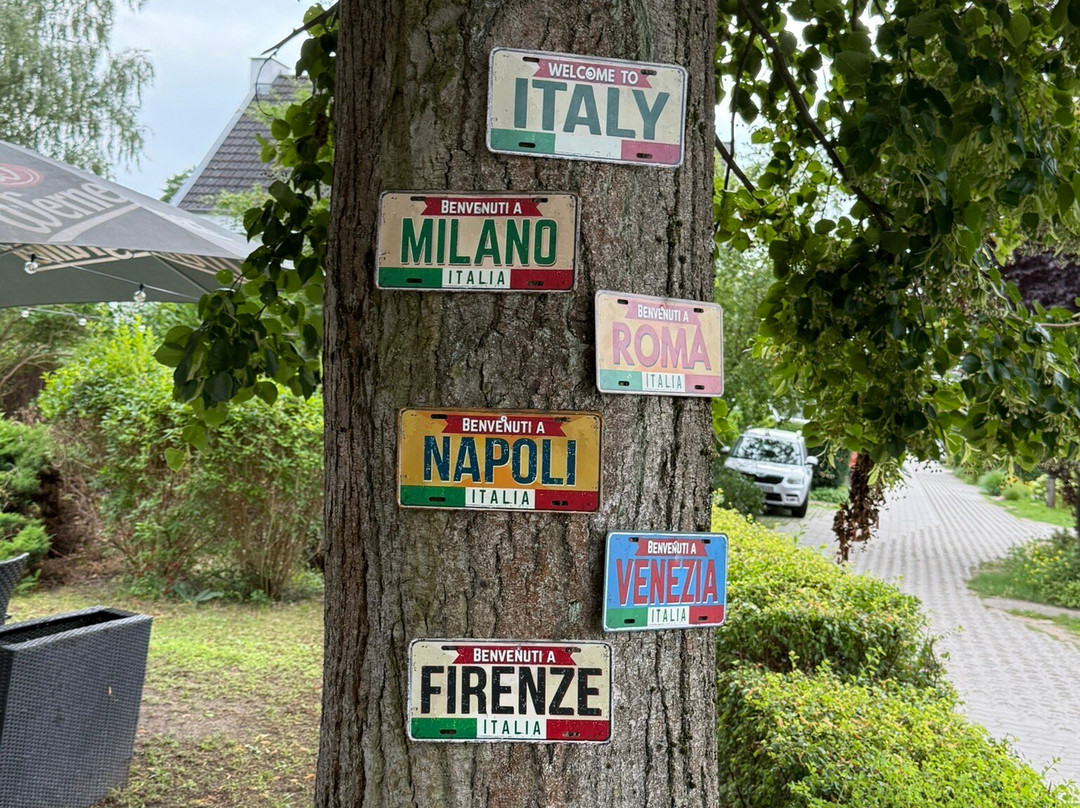 WELCOME TO
ITALY
BENVENUTI A
MILANO
ITALIA
BENVENUTI A
ROMA
ITALIA
BENVENUTI A
NAPOLI
ITALIA
BENVENUTI A
VENEZIA
ITALIA
BENVENUTI A
FIRENZE
ITALIA